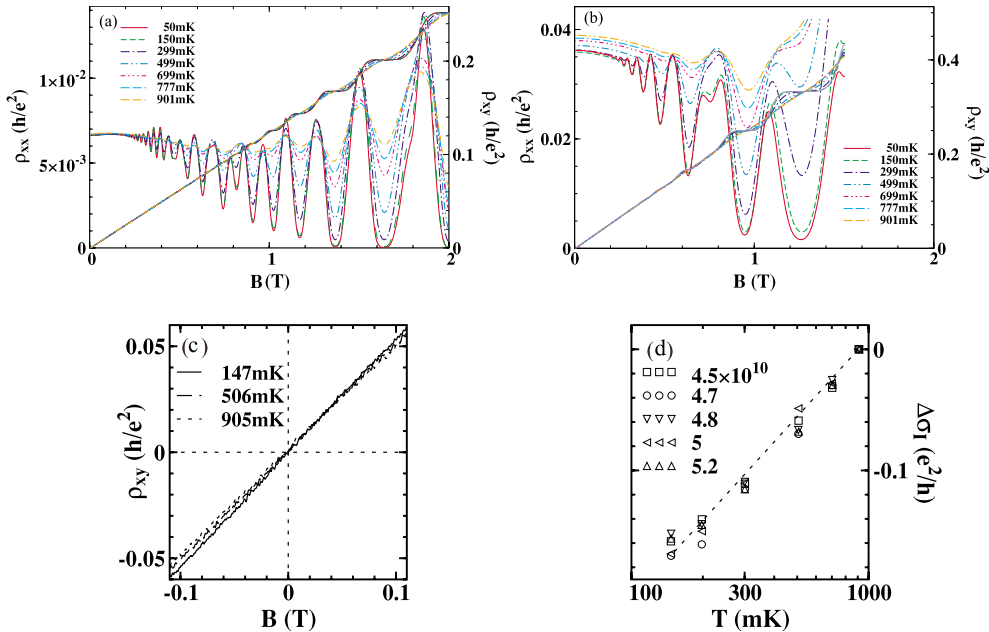 (a)
50mK
150mK
299mK
499mK
699mK
777mK
901mK
1×10⁻²
5×10⁻³
0
ρxx (h/e²)
0.2
0.1
0
ρxy (h/e²)
0
1
2
B (T)
(b)
0.04
0.03
0.02
0.01
0
ρxx (h/e²)
0.4
0.2
0
ρxy (h/e²)
50mK
150mK
299mK
499mK
699mK
777mK
901mK
0
1
2
B (T)
(c)
147mK
506mK
905mK
0.05
0
-0.05
ρxy (h/e²)
-0.1
0
0.1
B (T)
(d)
4.5×10¹⁰
4.7
4.8
5
5.2
0
-0.1
ΔσI (e²/h)
100
300
1000
T (mK)